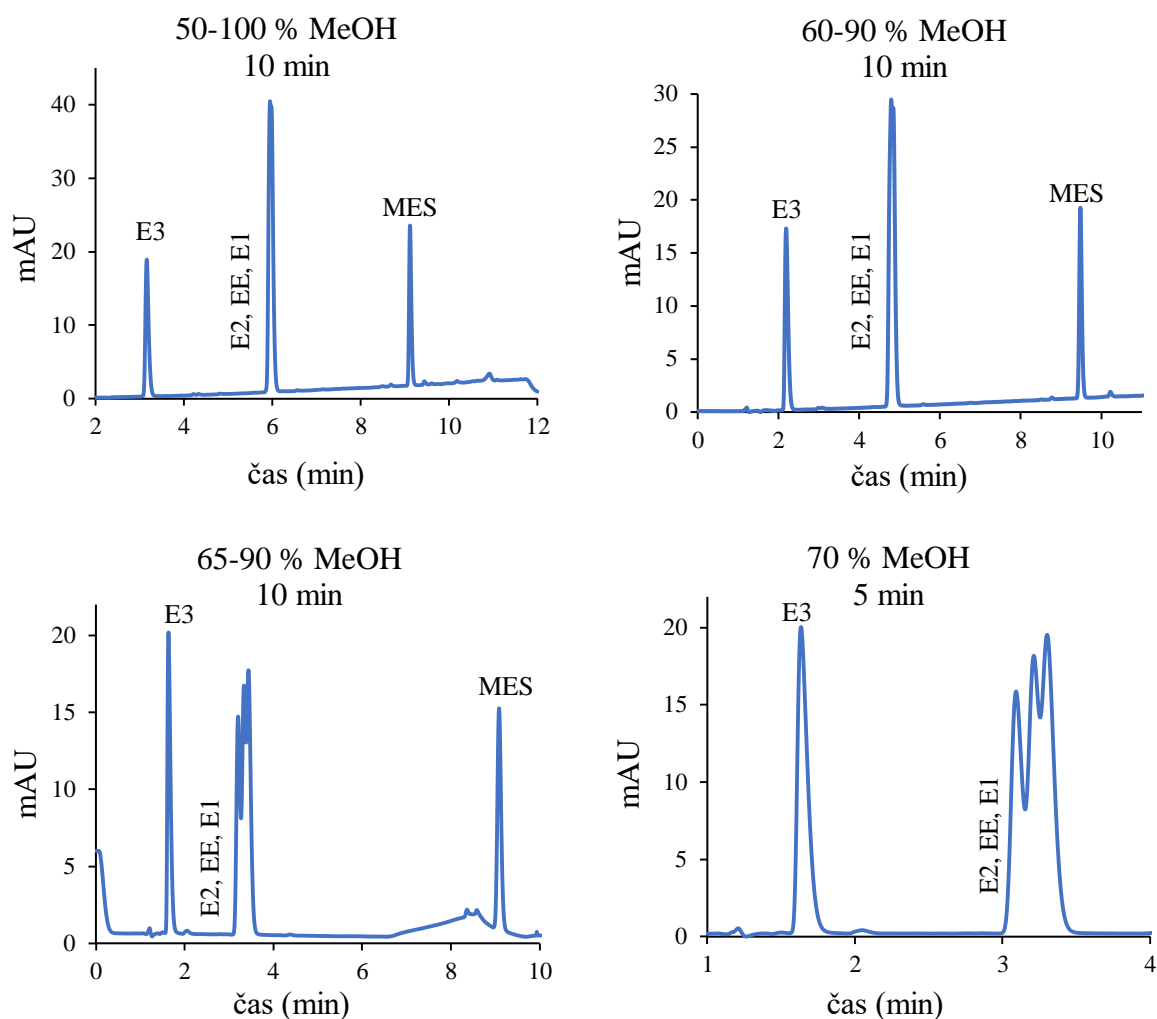 50-100 % MeOH
10 min
40
30
20
10
0
mAU
E3
E2, EE, E1
MES
2 4 6 8 10 12
čas (min)
60-90 % MeOH
10 min
30
25
20
15
10
5
0
mAU
E3
E2, EE, E1
MES
0 2 4 6 8 10
čas (min)
65-90 % MeOH
10 min
20
15
10
5
0
mAU
E3
E2, EE, E1
MES
0 2 4 6 8 10
čas (min)
70 % MeOH
5 min
20
15
10
5
0
mAU
E3
E2, EE, E1
1 2 3 4
čas (min)